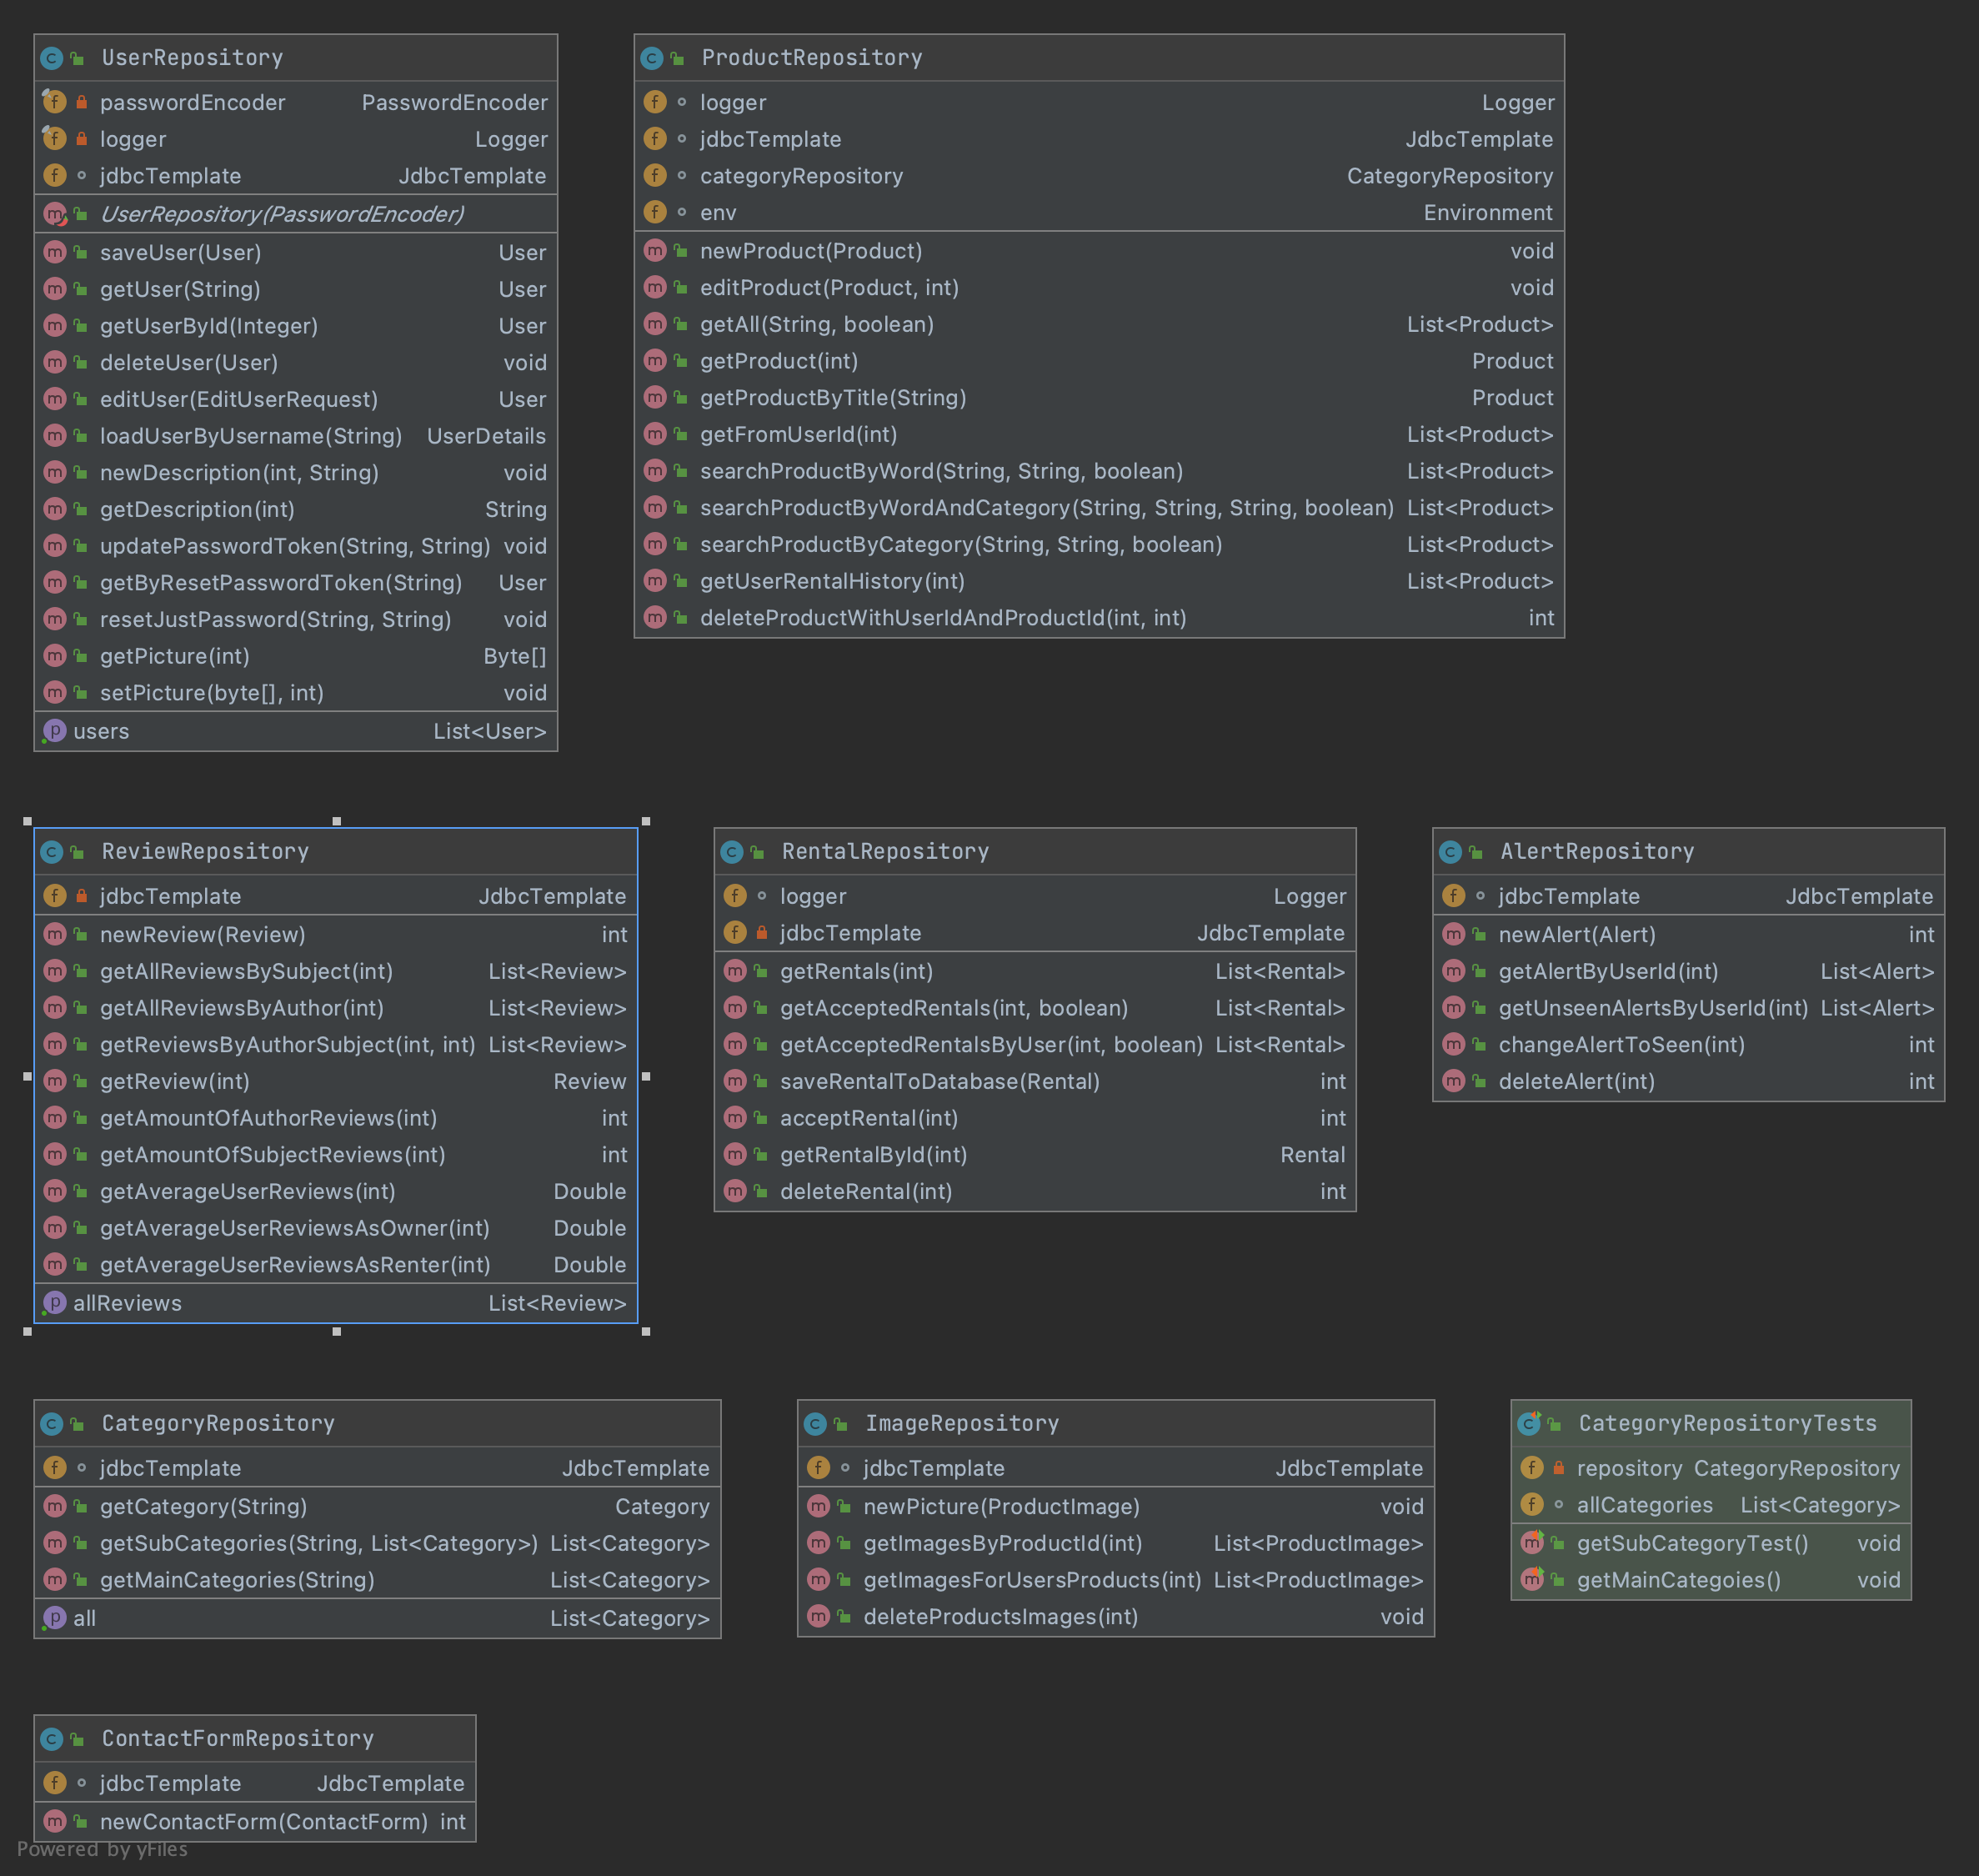 UserRepository
passwordEncoder PasswordEncoder
logger Logger
jdbcTemplate JdbcTemplate
UserRepository(PasswordEncoder)
saveUser(User) User
getUser(String) User
getUserById(Integer) User
deleteUser(User) void
editUser(EditUserRequest) User
loadUserByUsername(String) UserDetails
newDescription(int, String) void
getDescription(int) String
updatePasswordToken(String, String) void
getByResetPasswordToken(String) User
resetJustPassword(String, String) void
getPicture(int) Byte[]
setPicture(byte[], int) void
users List<User>
ProductRepository
logger Logger
jdbcTemplate JdbcTemplate
categoryRepository CategoryRepository
env Environment
newProduct(Product) void
editProduct(Product, int) void
getAll(String, boolean) List<Product>
getProduct(int) Product
getProductByTitle(String) Product
getFromUserId(int) List<Product>
searchProductByWord(String, String, boolean) List<Product>
searchProductByWordAndCategory(String, String, String, boolean) List<Product>
searchProductByCategory(String, String, boolean) List<Product>
getUserRentalHistory(int) List<Product>
deleteProductWithUserIdAndProductId(int, int) int
ReviewRepository
jdbcTemplate JdbcTemplate
newReview(Review) int
getAllReviewsBySubject(int) List<Review>
getAllReviewsByAuthor(int) List<Review>
getReviewsByAuthorSubject(int, int) List<Review>
getReview(int) Review
getAmountOfAuthorReviews(int) int
getAmountOfSubjectReviews(int) int
getAverageUserReviews(int) Double
getAverageUserReviewsAsOwner(int) Double
getAverageUserReviewsAsRenter(int) Double
allReviews List<Review>
RentalRepository
logger Logger
jdbcTemplate JdbcTemplate
getRentals(int) List<Rental>
getAcceptedRentals(int, boolean) List<Rental>
getAcceptedRentalsByUser(int, boolean) List<Rental>
saveRentalToDatabase(Rental) int
acceptRental(int) int
getRentalById(int) Rental
deleteRental(int) int
AlertRepository
jdbcTemplate JdbcTemplate
newAlert(Alert) int
getAlertByUserId(int) List<Alert>
getUnseenAlertsByUserId(int) List<Alert>
changeAlertToSeen(int) int
deleteAlert(int) int
CategoryRepository
jdbcTemplate JdbcTemplate
getCategory(String) Category
getSubCategories(String, List<Category>) List<Category>
getMainCategories(String) List<Category>
all List<Category>
ImageRepository
jdbcTemplate JdbcTemplate
newPicture(ProductImage) void
getImagesByProductId(int) List<ProductImage>
getImagesForUsersProducts(int) List<ProductImage>
deleteProductsImages(int) void
CategoryRepositoryTests
repository CategoryRepository
allCategories List<Category>
getSubCategoryTest() void
getMainCategoies() void
ContactFormRepository
jdbcTemplate JdbcTemplate
newContactForm(ContactForm) int
Powered by yFiles